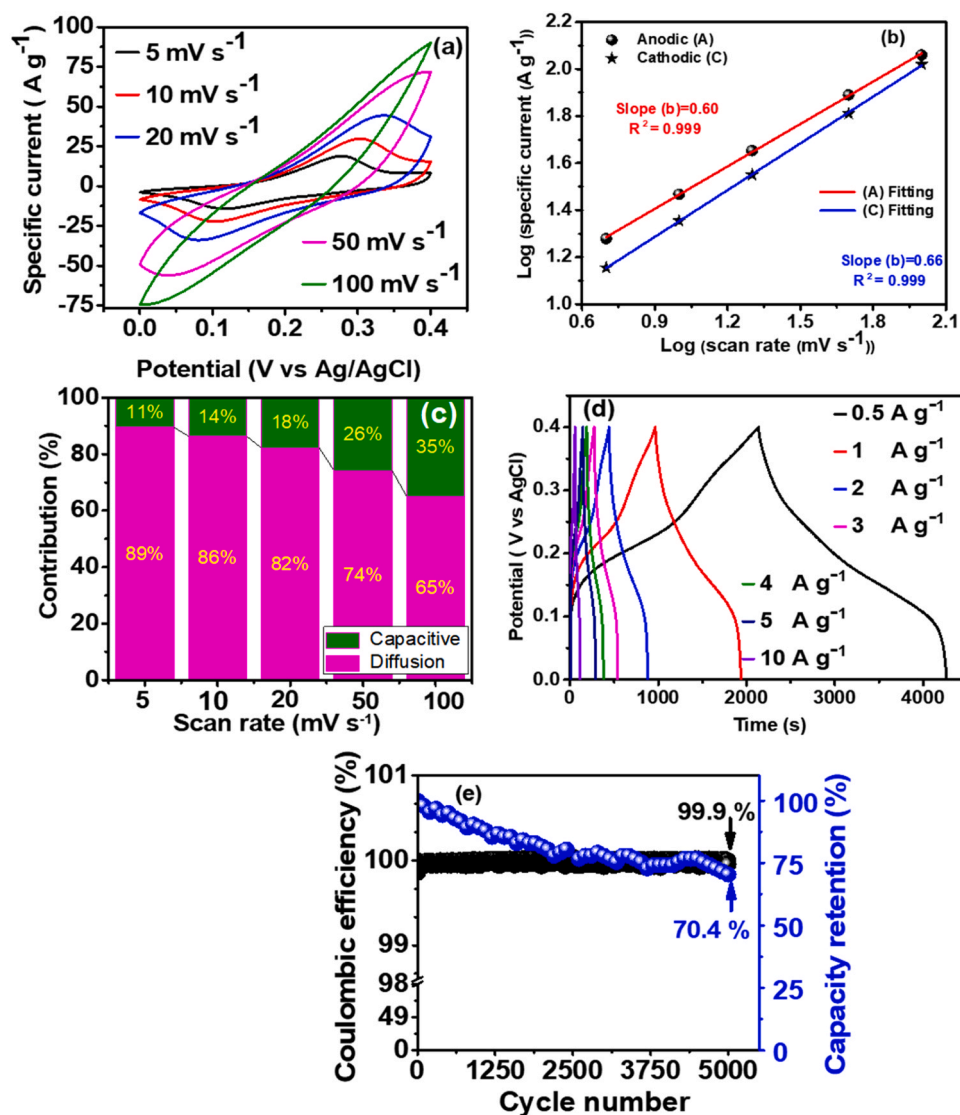 100
75
50
25
0
-25
-50
-75
Specific current ( A g⁻¹)
(a)
5 mV s⁻¹
10 mV s⁻¹
20 mV s⁻¹
50 mV s⁻¹
100 mV s⁻¹
0.0 0.1 0.2 0.3 0.4
Potential (V vs Ag/AgCl)
2.2
2.0
1.8
1.6
1.4
1.2
1.0
Log (specific current (A g⁻¹))
Anodic (A)
Cathodic (C)
(b)
Slope (b)=0.60
R² = 0.999
(A) Fitting
(C) Fitting
Slope (b)=0.66
R² = 0.999
0.6 0.9 1.2 1.5 1.8 2.1
Log (scan rate (mV s⁻¹))
100
80
60
40
20
0
Contribution (%)
(c)
11% 14% 18% 26% 35%
89% 86% 82% 74% 65%
Capacitive
Diffusion
5 10 20 50 100
Scan rate (mV s⁻¹)
0.4
0.3
0.2
0.1
0.0
Potential ( V vs AgCl)
(d)
0.5 A g⁻¹
1 A g⁻¹
2 A g⁻¹
3 A g⁻¹
4 A g⁻¹
5 A g⁻¹
10 A g⁻¹
0 1000 2000 3000 4000
Time (s)
101
100
99
98
49
0
Coulombic efficiency (%)
(e)
99.9 %
70.4 %
100
75
50
25
0
Capacity retention (%)
0 1250 2500 3750 5000
Cycle number